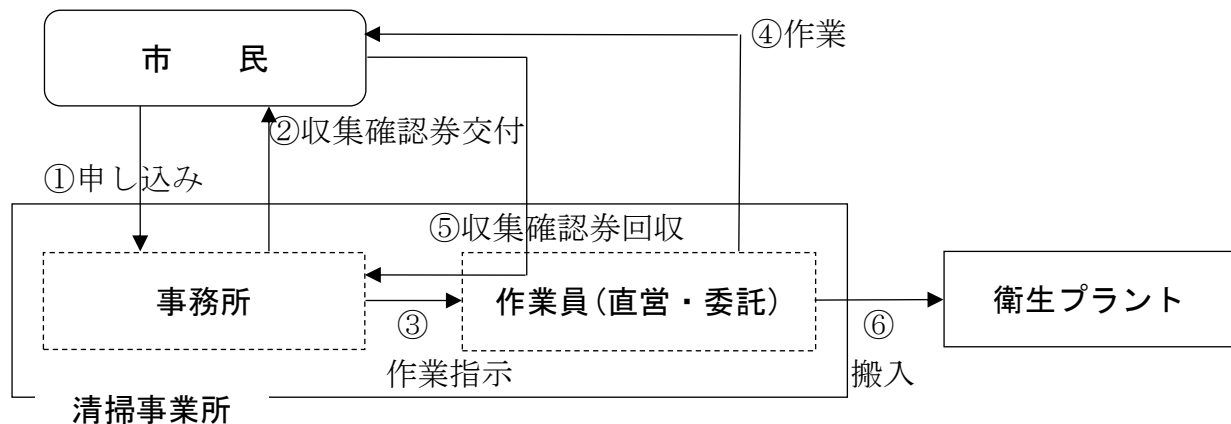 ④作業
市　　民
②収集確認券交付
①申し込み
⑤収集確認券回収
事務所
作業員(直営・委託)
衛生プラント
③
⑥
作業指示
搬入
清掃事業所